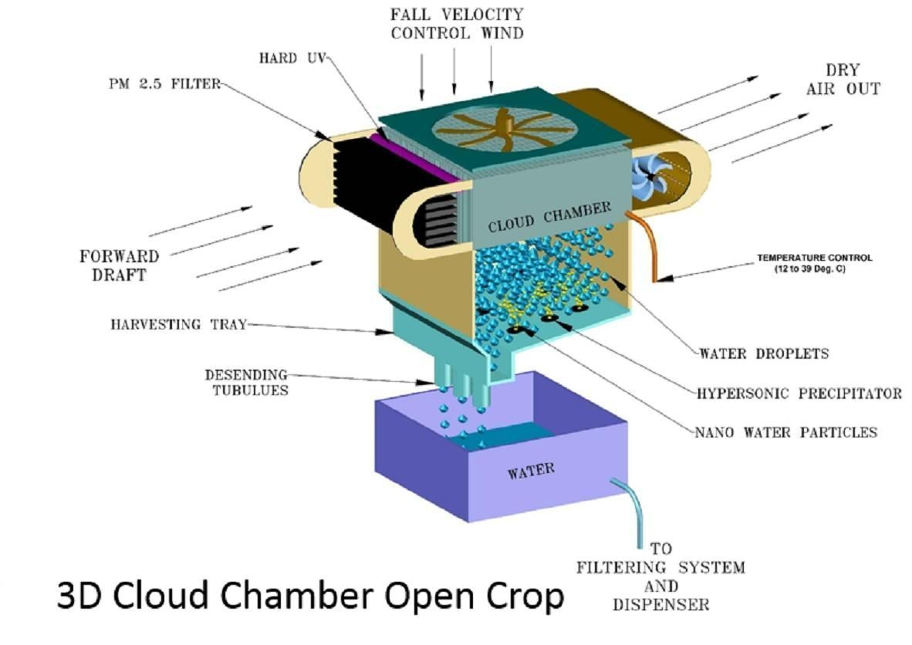 FALL VELOCITY
CONTROL WIND
HARD UV
PM 2.5 FILTER
DRY
AIR OUT
CLOUD CHAMBER
FORWARD
DRAFT
TEMPERATURE CONTROL
(12 to 39 Deg. C)
HARVESTING TRAY
WATER DROPLETS
DESENDING
TUBULUES
HYPERSONIC PRECIPITATOR
NANO WATER PARTICLES
WATER
TO
FILTERING SYSTEM
AND
DISPENSER
3D Cloud Chamber Open Crop